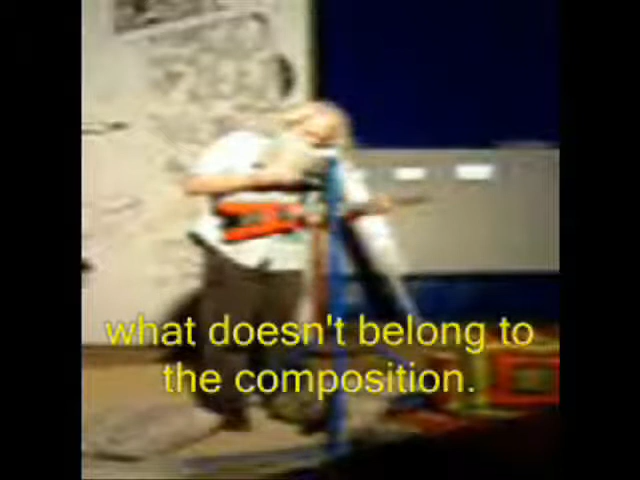 what doesn't belong to
the composition.